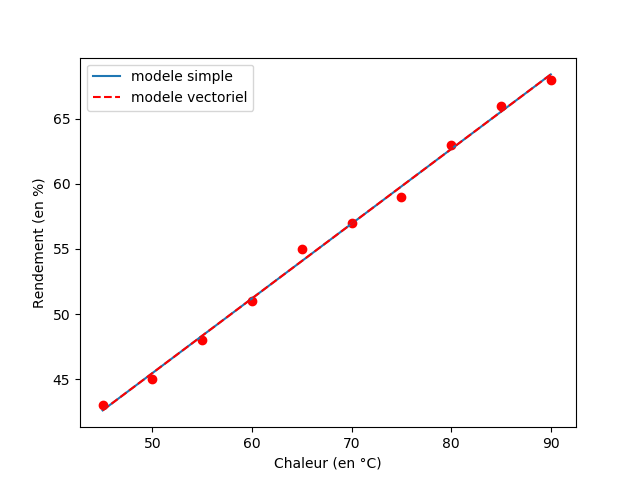 modele simple
modele vectoriel
65
60
55
50
45
Rendement (en %)
50 60 70 80 90
Chaleur (en °C)